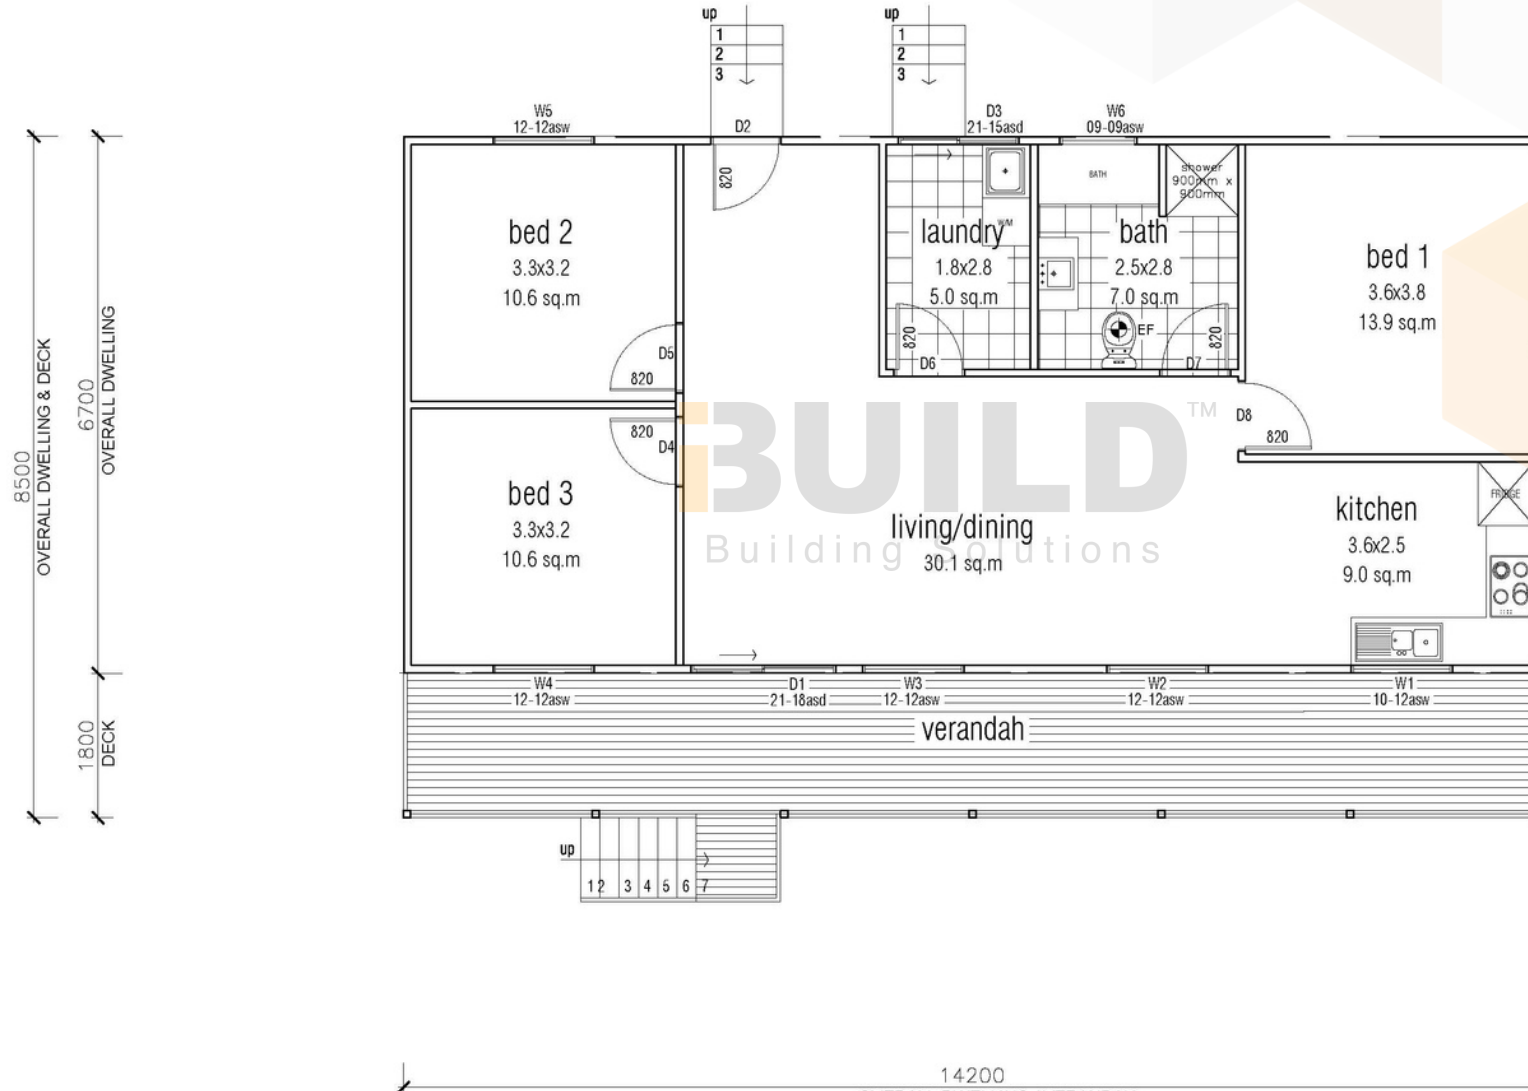 up
1
2
3
up
1
2
3
W5
12-12asw
D2
D3
21-15asd
W6
09-09asw
820
BATH
shower
900mm x
900mm
bed 2
3.3x3.2
10.6 sq.m
laundry
W/M
1.8x2.8
5.0 sq.m
bath
2.5x2.8
7.0 sq.m
bed 1
3.6x3.8
13.9 sq.m
EF
820
D6
820
D7
D5
820
D8
820
820
D4
8500
OVERALL DWELLING & DECK
6700
OVERALL DWELLING
iBUILD™
Building Solutions
bed 3
3.3x3.2
10.6 sq.m
living/dining
30.1 sq.m
kitchen
3.6x2.5
9.0 sq.m
FRIDGE
W4
12-12asw
D1
21-18asd
W3
12-12asw
W2
12-12asw
W1
10-12asw
verandah
1800
DECK
up
1 2 3 4 5 6 7
14200